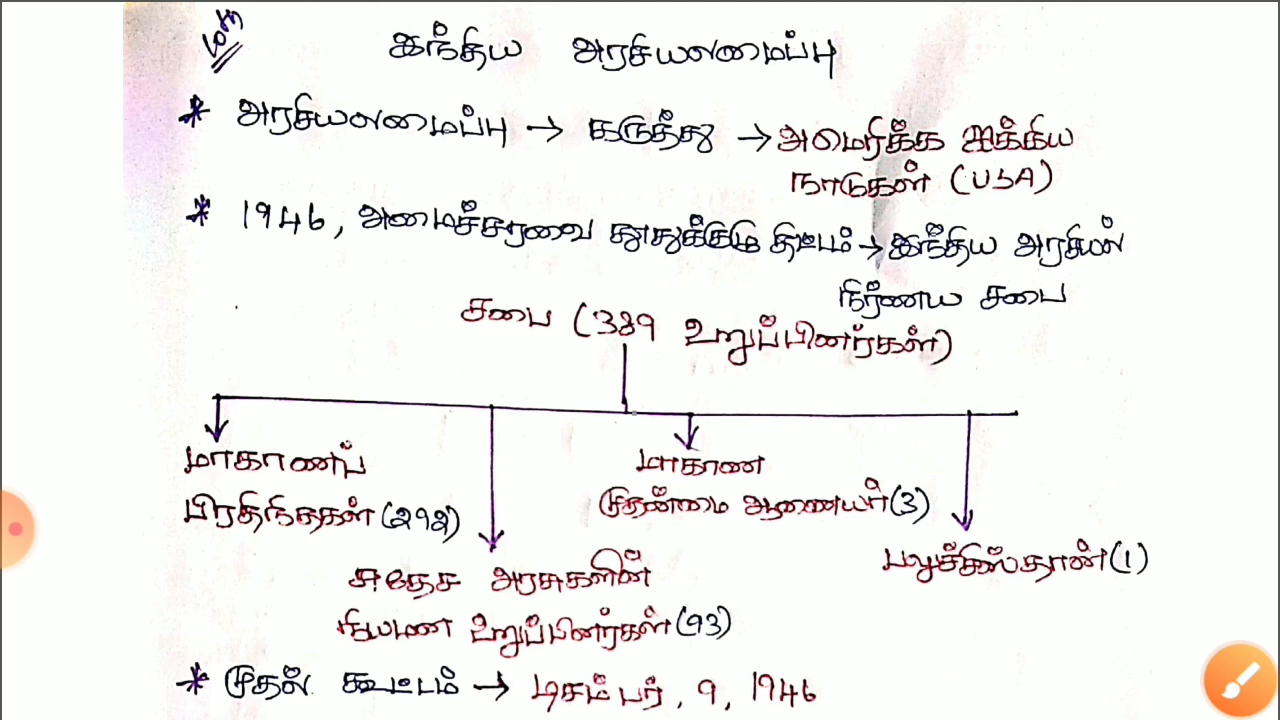 10th
இந்திய அரசியலமைப்பு
* அரசியலமைப்பு → கருத்து → அமெரிக்க ஐக்கிய
நாடுகள் (USA)
* 1946, அமைச்சரவை தூதுக்குழு திட்டம் → இந்திய அரசியல்
நிர்ணய சபை
சபை (389 உறுப்பினர்கள்)
மாகாணப்
பிரதிநிதகள் (292)
மாகாண
முதன்மை ஆணையர் (3)
பலுச்சிஸ்தான் (1)
சுதேச அரசுகளின்
நியமன உறுப்பினர்கள் (93)
* முதல் கூட்டம் → டிசம்பர், 9, 1946